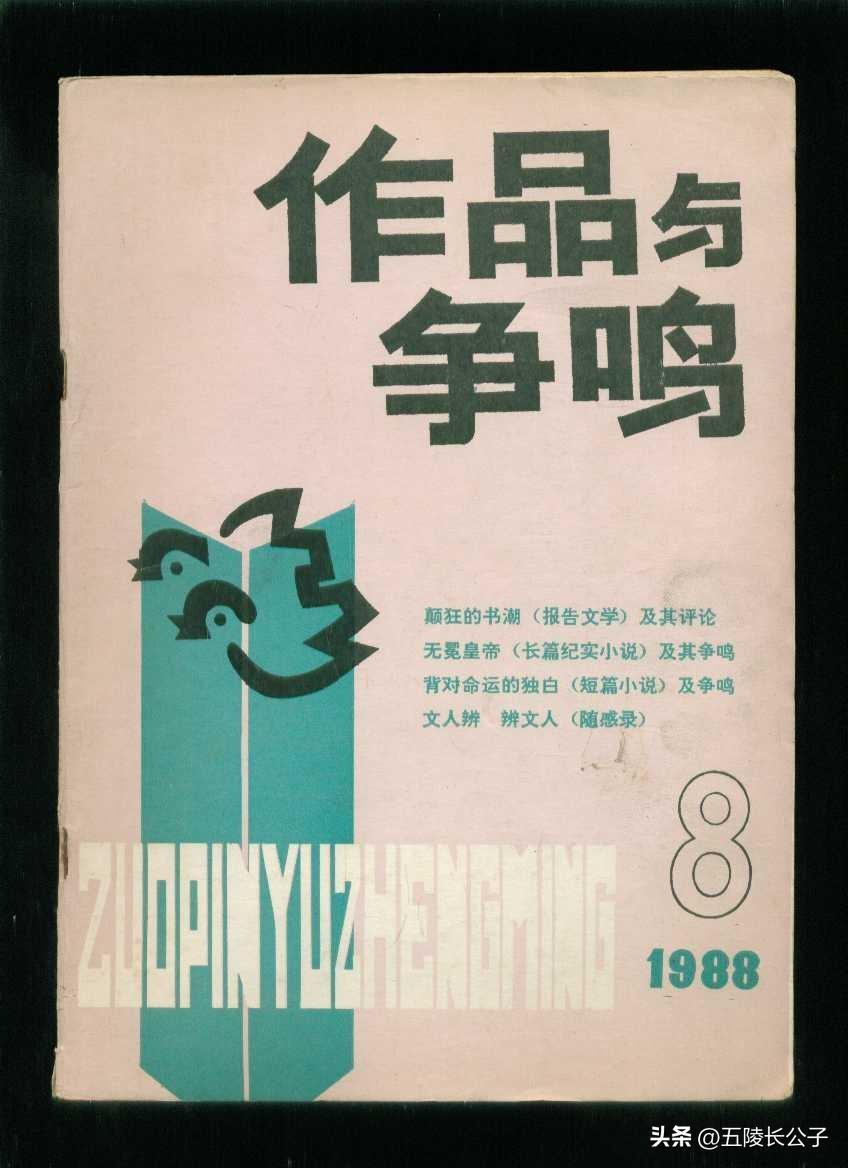 作品与
争鸣
颠狂的书潮（报告文学）及其评论
无冕皇帝（长篇纪实小说）及其争鸣
背对命运的独白（短篇小说）及争鸣
文人辨　辨文人（随感录）
8
ZUOPINYUZHENGMING
1988
头条 @五陵长公子